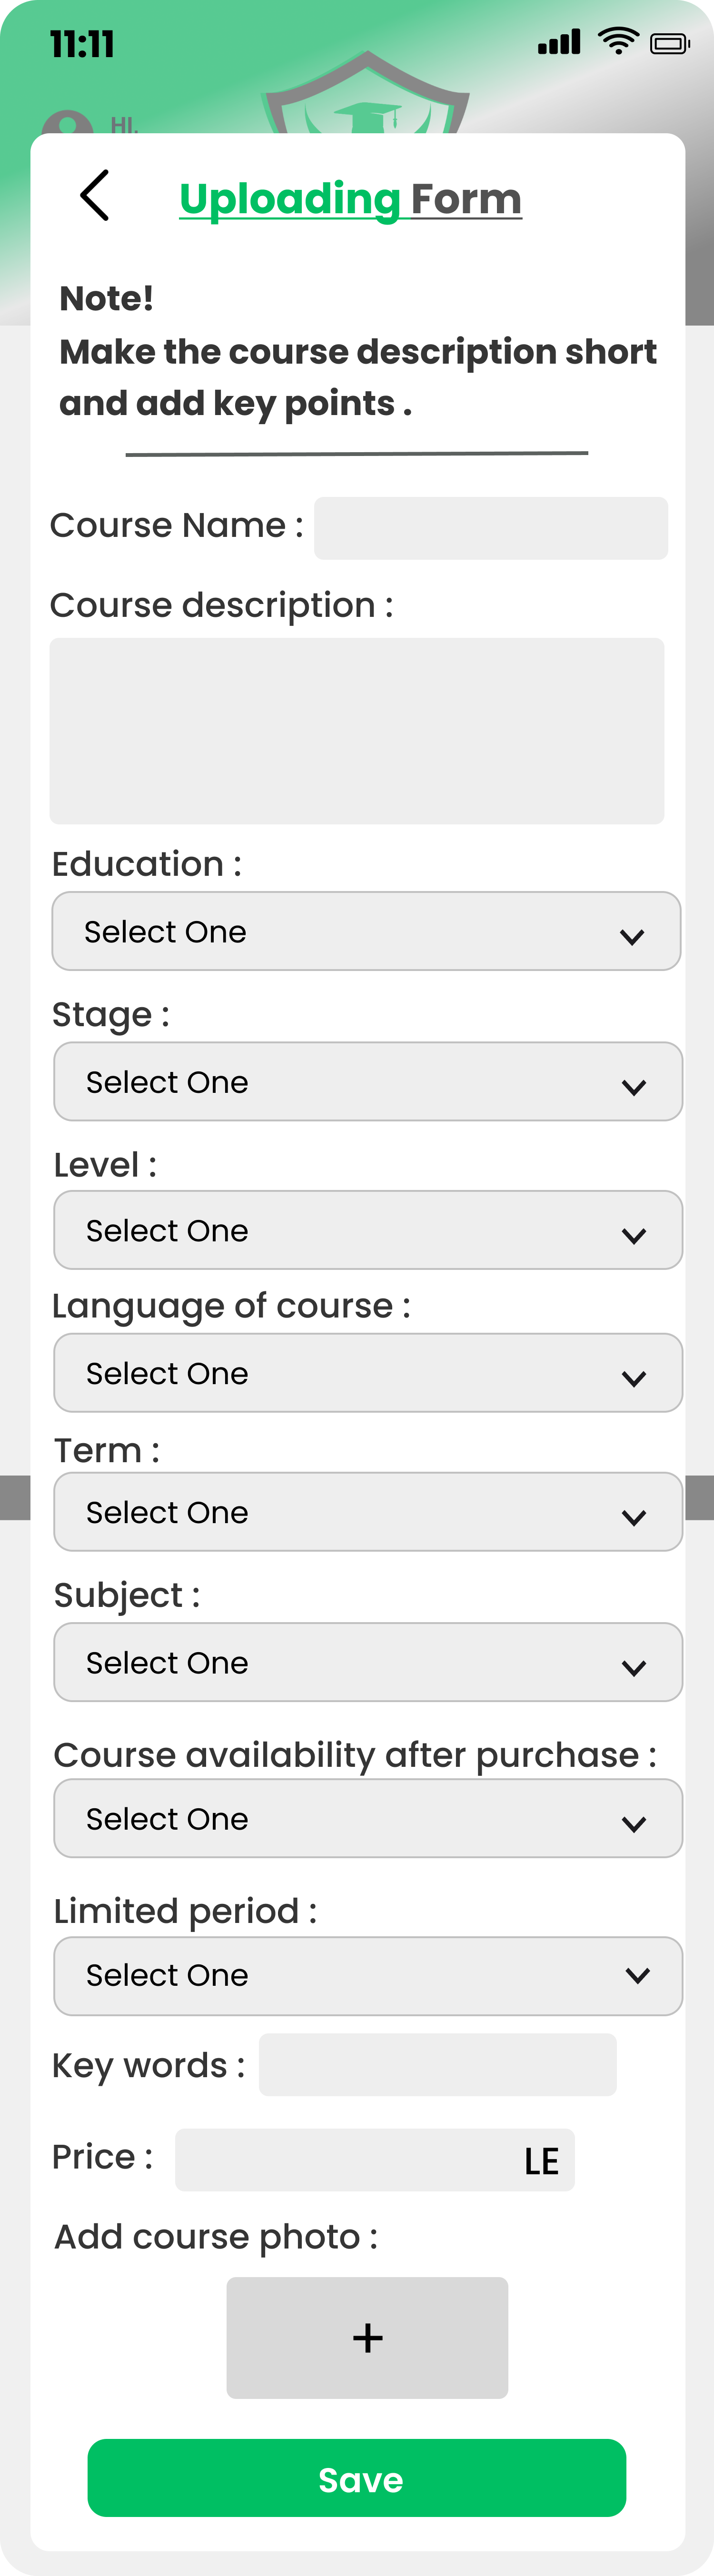 11:11
HI,
Uploading Form
Note!
Make the course description short
and add key points .
Course Name :
Course description :
Education :
Select One
Stage :
Select One
Level :
Select One
Language of course :
Select One
Term :
Select One
Subject :
Select One
Course availability after purchase :
Select One
Limited period :
Select One
Key words :
Price :
LE
Add course photo :
+
Save